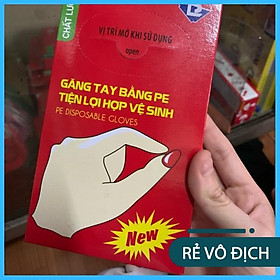 CHẤT LƯ
VỊ TRÍ MỞ KHI SỬ DỤNG
open
GĂNG TAY BẰNG PE
TIỆN LỢI HỢP VỆ SINH
PE DISPOSABLE GLOVES
New
RẺ VÔ ĐỊCH